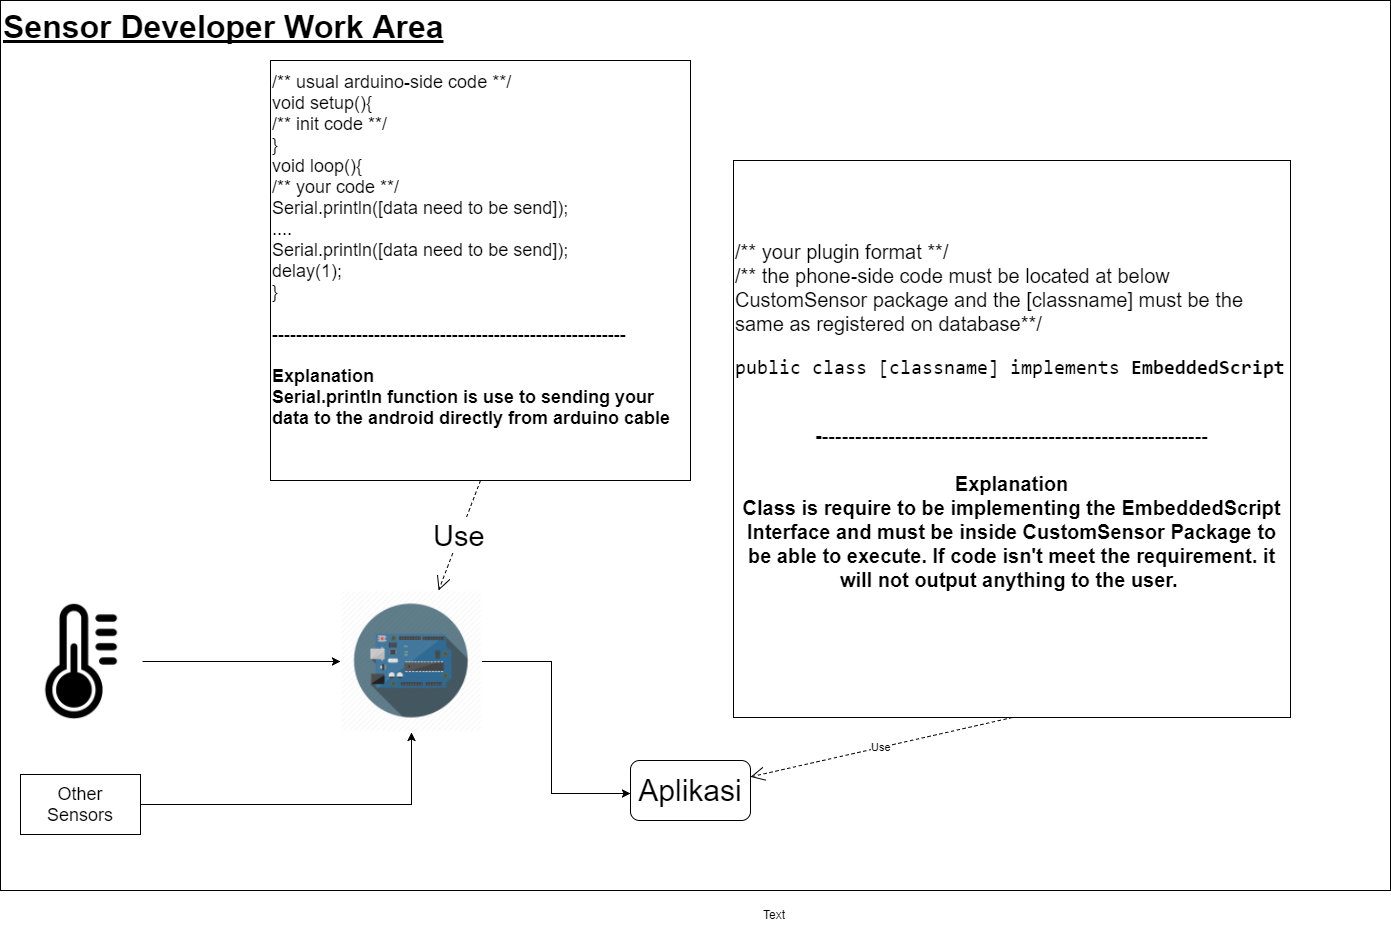 Sensor Developer Work Area
/** usual arduino-side code **/
void setup(){
/** init code **/
}
void loop(){
/** your code **/
Serial.println([data need to be send]);
....
Serial.println([data need to be send]);
delay(1);
}
-----------------------------------------------------------
Explanation
Serial.println function is use to sending your
data to the android directly from arduino cable
/** your plugin format **/
/** the phone-side code must be located at below
CustomSensor package and the [classname] must be the
same as registered on database**/
public class [classname] implements EmbeddedScript
-----------------------------------------------------------
Explanation
Class is require to be implementing the EmbeddedScript
Interface and must be inside CustomSensor Package to
be able to execute. If code isn't meet the requirement. it
will not output anything to the user.
Use
Use
Other
Sensors
Aplikasi
Text